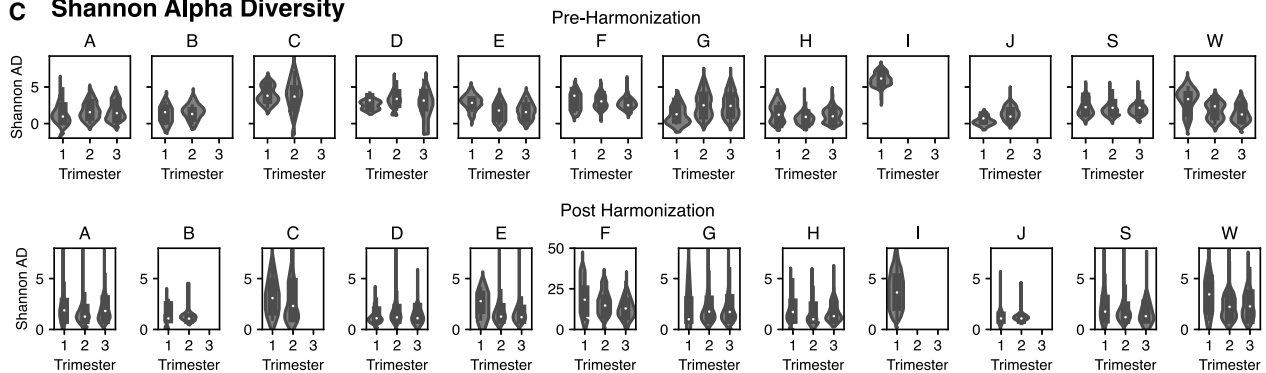 C Shannon Alpha Diversity
Pre-Harmonization
A B C D E F G H I J S W
Shannon AD
5
0
1 2 3 1 2 3 1 2 3 1 2 3 1 2 3 1 2 3 1 2 3 1 2 3 1 2 3 1 2 3 1 2 3 1 2 3
Trimester Trimester Trimester Trimester Trimester Trimester Trimester Trimester Trimester Trimester Trimester Trimester
Post Harmonization
A B C D E F G H I J S W
Shannon AD
50
5 5 5 5 5 25 5 5 5 5 5 5
0 0 0 0 0 0 0 0 0 0 0 0
1 2 3 1 2 3 1 2 3 1 2 3 1 2 3 1 2 3 1 2 3 1 2 3 1 2 3 1 2 3 1 2 3 1 2 3
Trimester Trimester Trimester Trimester Trimester Trimester Trimester Trimester Trimester Trimester Trimester Trimester